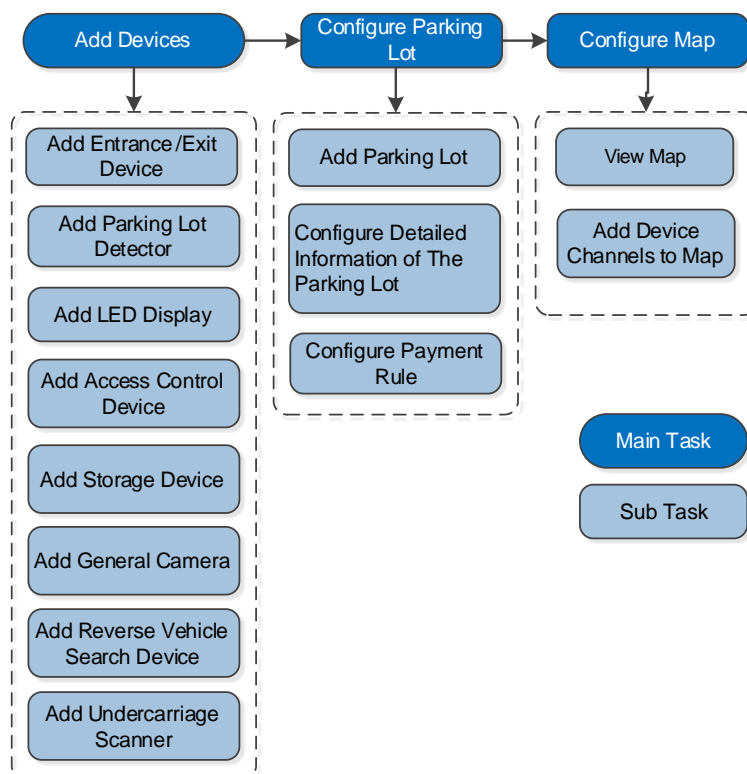 Add Devices
Configure Parking
Lot
Configure Map
Add Entrance/Exit
Device
Add Parking Lot
Detector
Add LED Display
Add Access Control
Device
Add Storage Device
Add General Camera
Add Reverse Vehicle
Search Device
Add Undercarriage
Scanner
Add Parking Lot
Configure Detailed
Information of The
Parking Lot
Configure Payment
Rule
View Map
Add Device
Channels to Map
Main Task
Sub Task